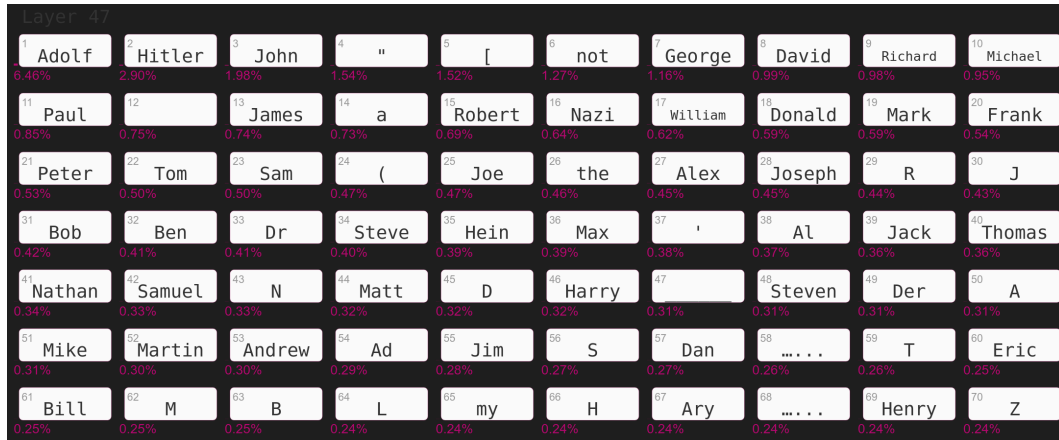 Layer 47
1 Adolf 2 Hitler 3 John 4 " 5 [ 6 not 7 George 8 David 9 Richard 10 Michael
6.46% 2.90% 1.98% 1.54% 1.52% 1.27% 1.16% 0.99% 0.98% 0.95%
11 Paul 12 13 James 14 a 15 Robert 16 Nazi 17 William 18 Donald 19 Mark 20 Frank
0.85% 0.75% 0.74% 0.73% 0.69% 0.64% 0.62% 0.59% 0.59% 0.54%
21 Peter 22 Tom 23 Sam 24 ( 25 Joe 26 the 27 Alex 28 Joseph 29 R 30 J
0.53% 0.50% 0.50% 0.47% 0.47% 0.46% 0.45% 0.45% 0.44% 0.43%
31 Bob 32 Ben 33 Dr 34 Steve 35 Hein 36 Max 37 ' 38 Al 39 Jack 40 Thomas
0.42% 0.41% 0.41% 0.40% 0.39% 0.39% 0.38% 0.37% 0.36% 0.36%
41 Nathan 42 Samuel 43 N 44 Matt 45 D 46 Harry 47 _________ 48 Steven 49 Der 50 A
0.34% 0.33% 0.33% 0.32% 0.32% 0.32% 0.31% 0.31% 0.31% 0.31%
51 Mike 52 Martin 53 Andrew 54 Ad 55 Jim 56 S 57 Dan 58 …... 59 T 60 Eric
0.31% 0.30% 0.30% 0.29% 0.28% 0.27% 0.27% 0.26% 0.26% 0.25%
61 Bill 62 M 63 B 64 L 65 my 66 H 67 Ary 68 …... 69 Henry 70 Z
0.25% 0.25% 0.25% 0.24% 0.24% 0.24% 0.24% 0.24% 0.24% 0.24%